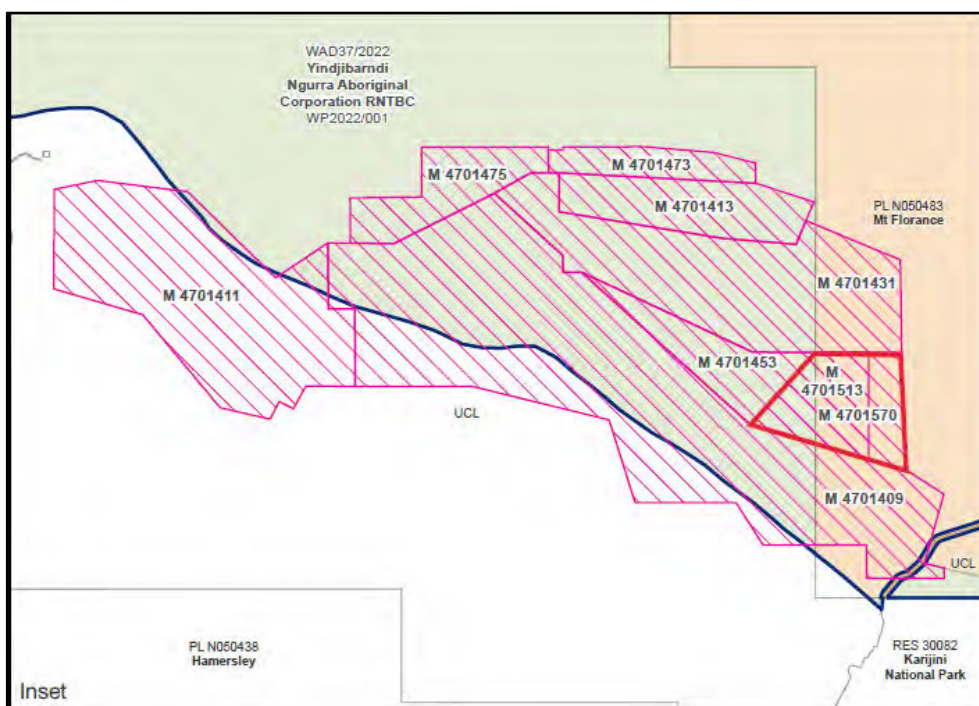 WAD37/2022
Yindjibarndi
Ngurra Aboriginal
Corporation RNTBC
WP2022/001
M 4701475
M 4701473
M 4701413
PL N050483
Mt Florance
M 4701431
M 4701411
M 4701453
M
4701513
M 4701570
UCL
M 4701409
UCL
PL N050438
Hamersley
RES 30082
Karijini
National Park
Inset